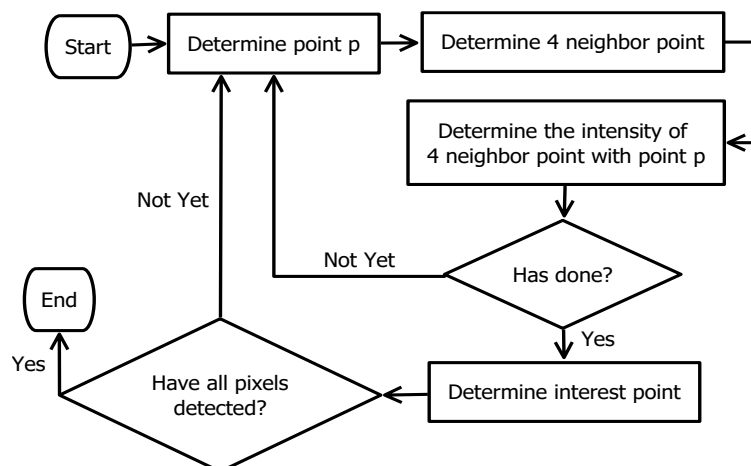 Start
Determine point p
Determine 4 neighbor point
Determine the intensity of
4 neighbor point with point p
Not Yet
Not Yet
Has done?
End
Yes
Yes
Have all pixels
detected?
Determine interest point